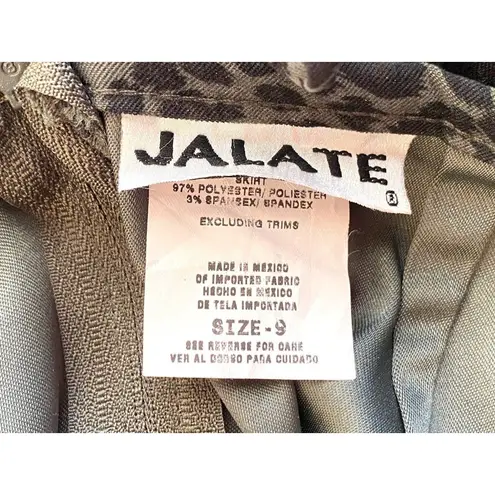 JALATE
®
SKIRT
97% POLYESTER/ POLIESTER
3% SPANSEX/ SPANDEX
EXCLUDING TRIMS
MADE IN MEXICO
OF IMPORTED FABRIC
HECHO EN MEXICO
DE TELA IMPORTADA
SIZE-9
SEE REVERSE FOR CARE
VER AL DORSO PARA CUIDADO